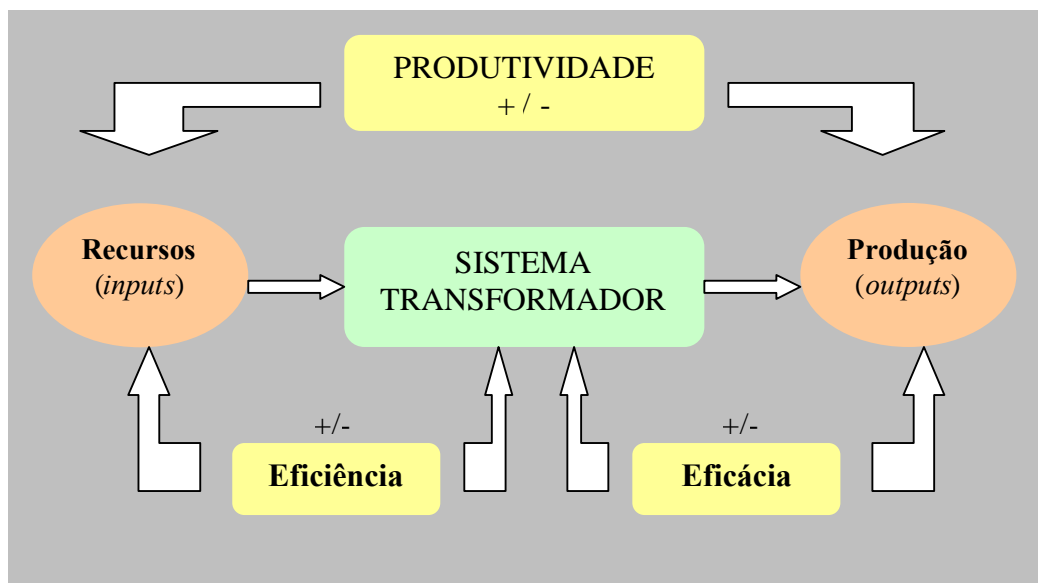 PRODUTIVIDADE
+ / -
Recursos
(inputs)
SISTEMA
TRANSFORMADOR
Produção
(outputs)
+/-
Eficiência
+/-
Eficácia